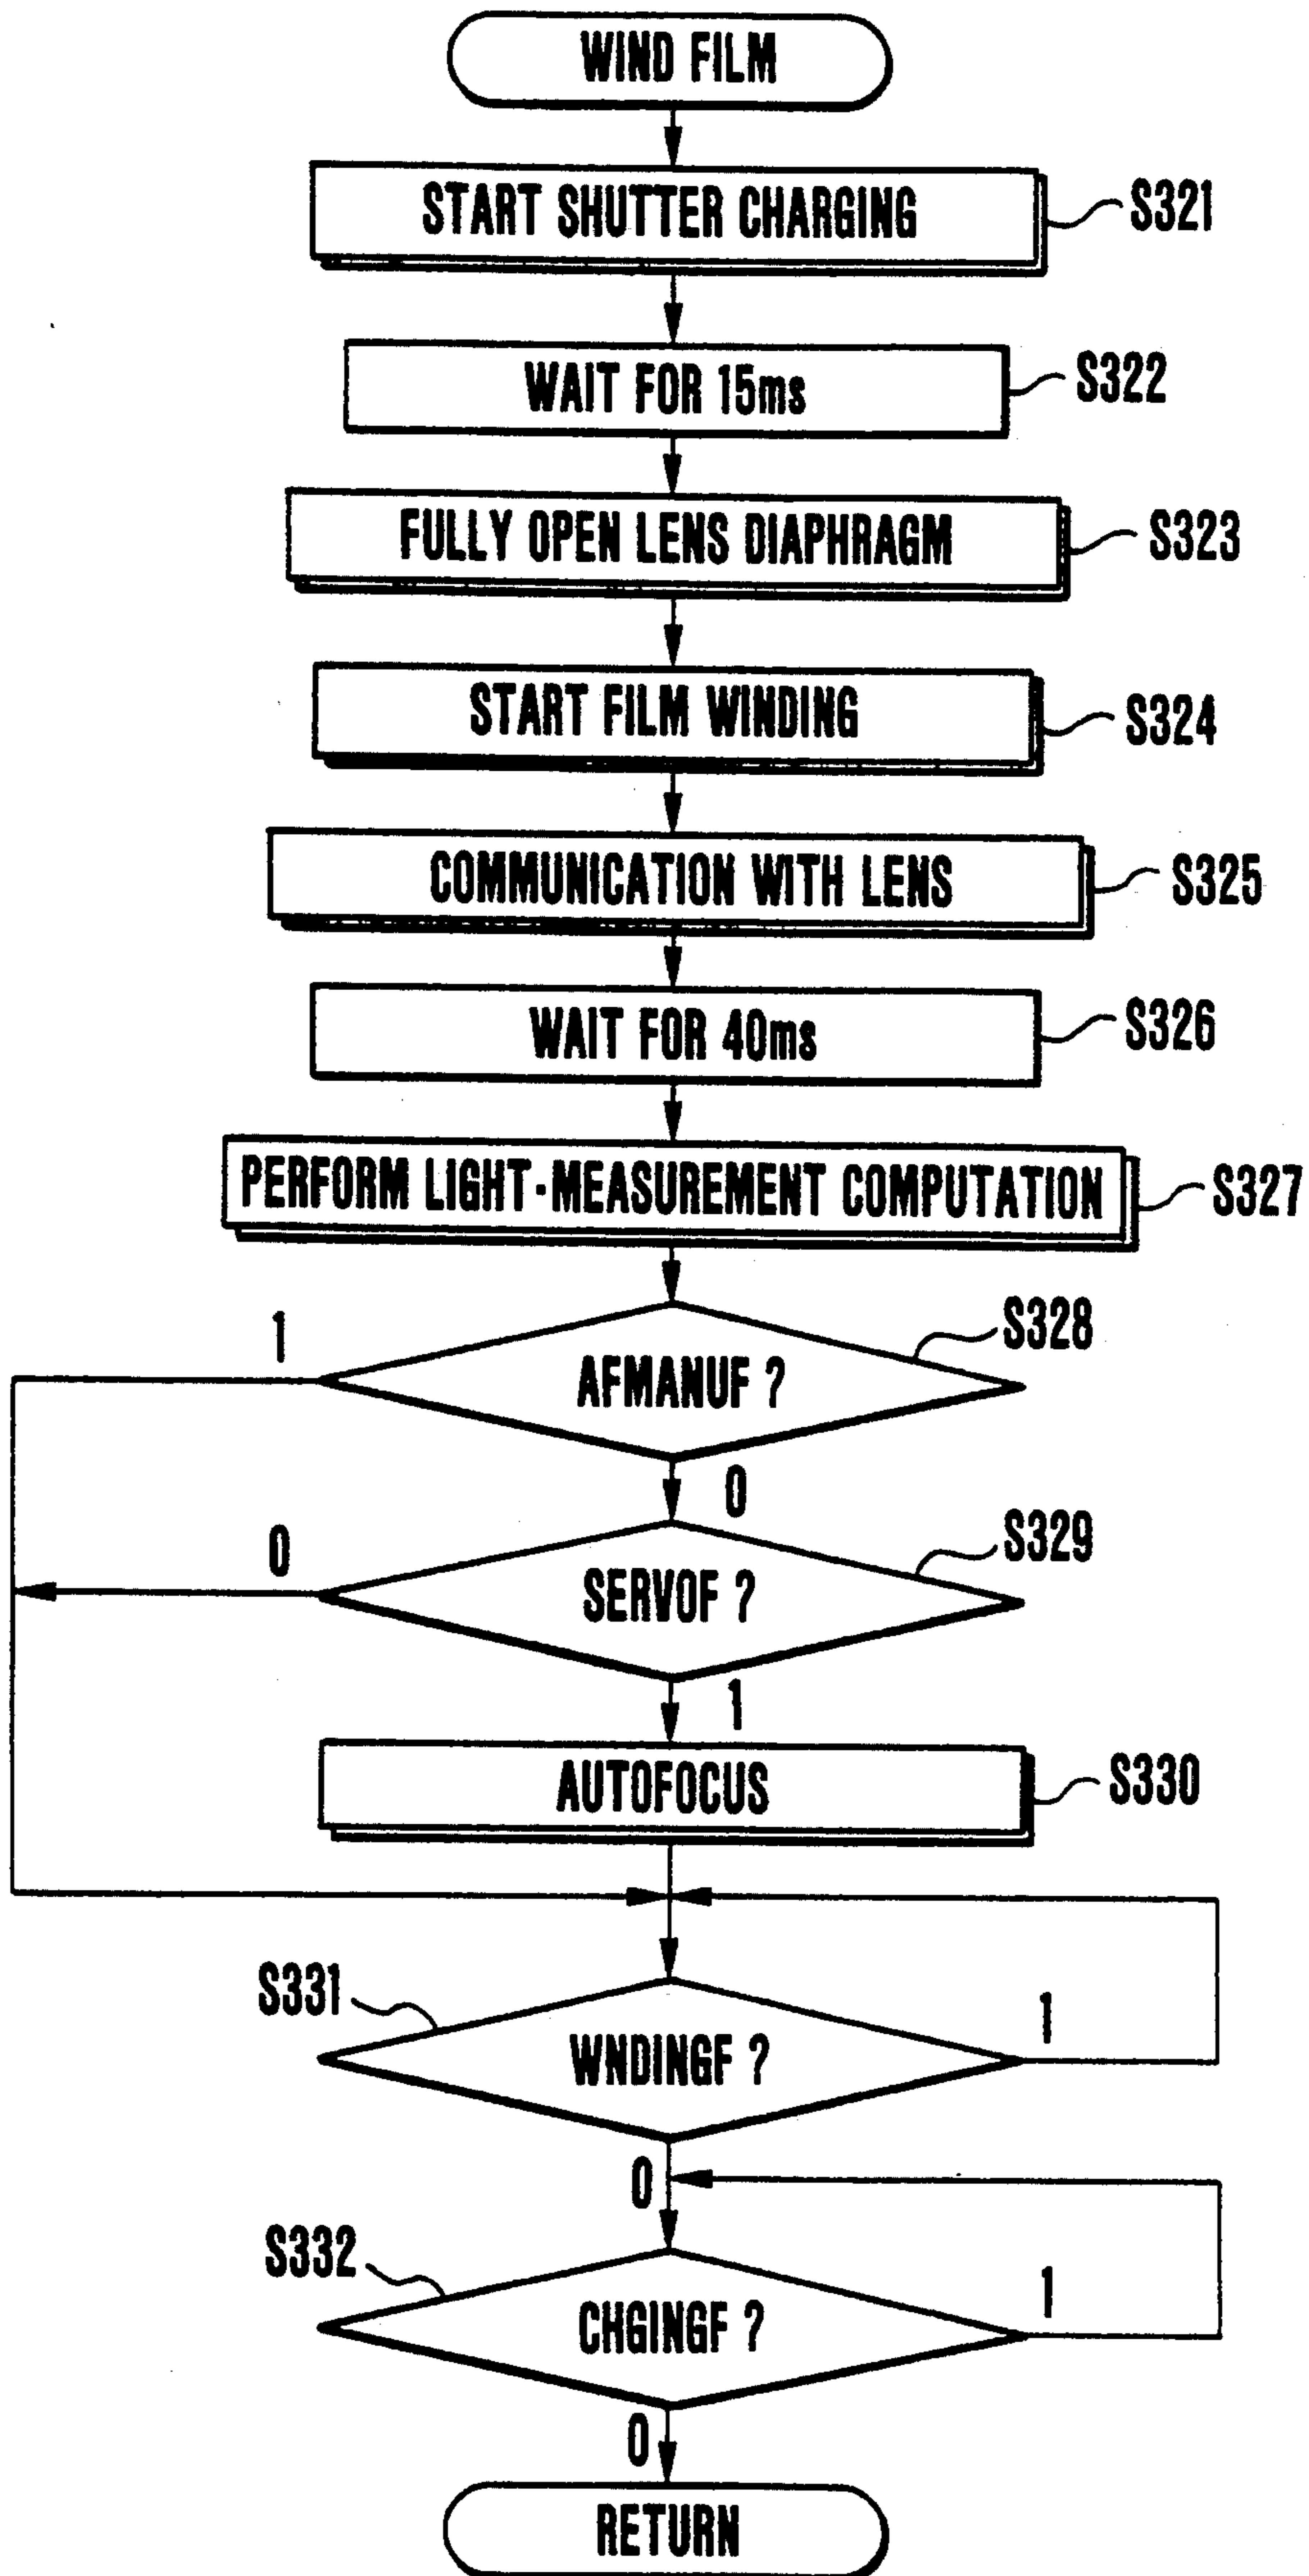 WIND FILM
START SHUTTER CHARGING
S321
WAIT FOR 15ms
S322
FULLY OPEN LENS DIAPHRAGM
S323
START FILM WINDING
S324
COMMUNICATION WITH LENS
S325
WAIT FOR 40ms
S326
PERFORM LIGHT-MEASUREMENT COMPUTATION
S327
S328
1
AFMANUF ?
0
S329
0
SERVOF ?
1
AUTOFOCUS
S330
S331
1
WNDINGF ?
0
S332
1
CHGINGF ?
0
RETURN